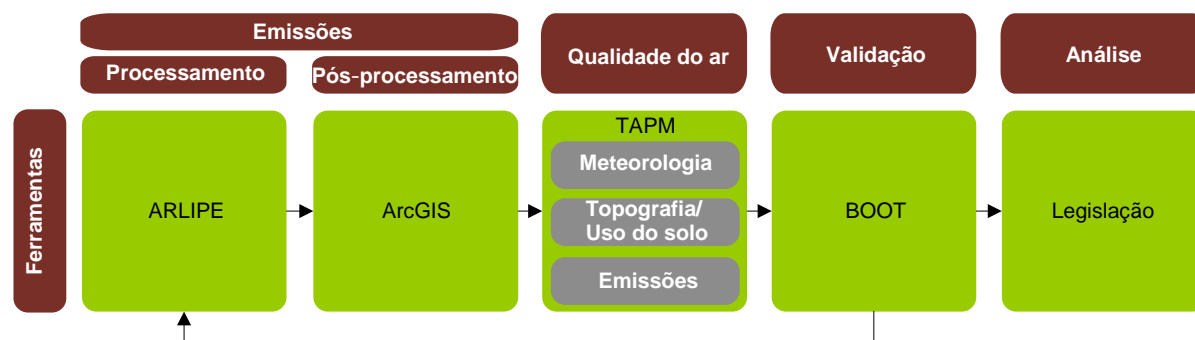 Emissões
Processamento
Pós-processamento
Qualidade do ar
Validação
Análise
Ferramentas
ARLIPE
ArcGIS
TAPM
Meteorologia
Topografia/
Uso do solo
Emissões
BOOT
Legislação